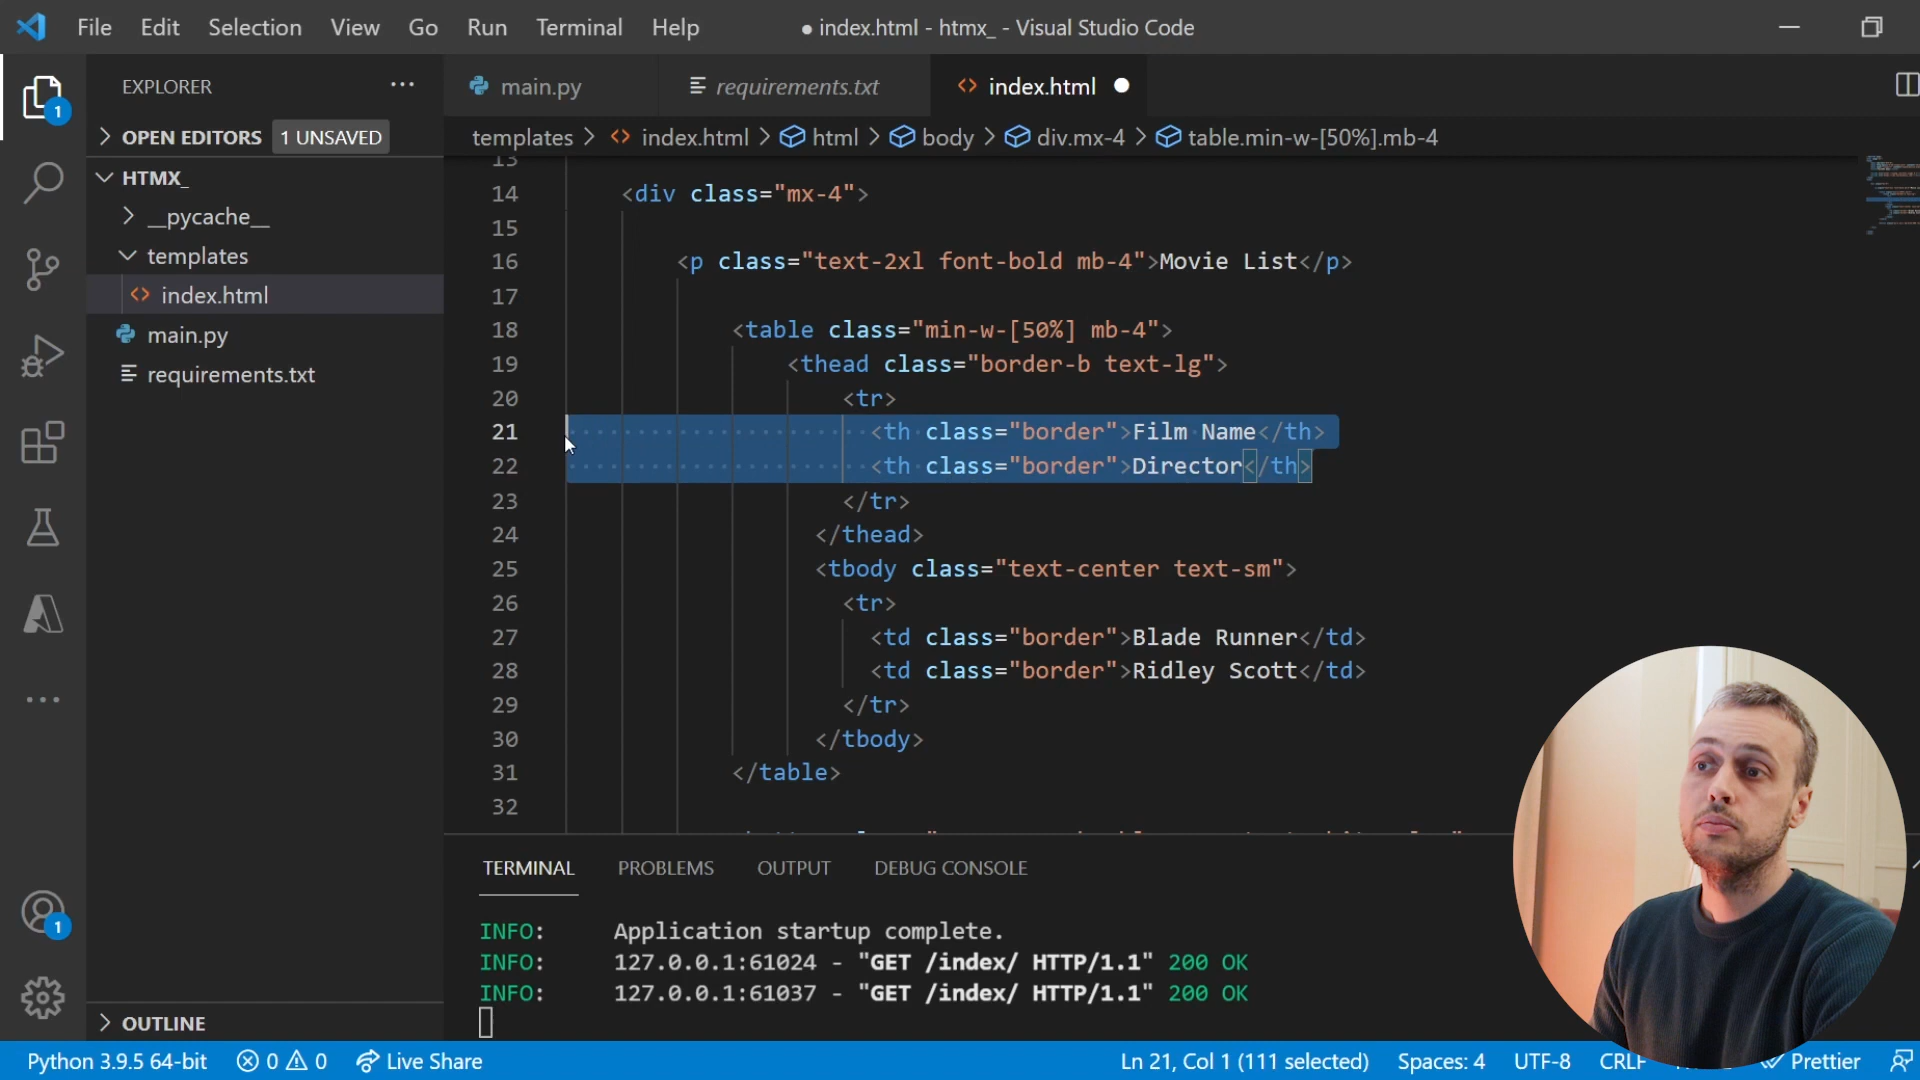 File Edit Selection View Go Run Terminal Help ● index.html - htmx_ - Visual Studio Code
EXPLORER ···
main.py requirements.txt index.html
OPEN EDITORS 1 UNSAVED
templates > index.html > html > body > div.mx-4 > table.min-w-[50%].mb-4
HTMX_
__pycache__
templates
index.html
main.py
requirements.txt
OUTLINE
13
14 <div class="mx-4">
15
16 <p class="text-2xl font-bold mb-4">Movie List</p>
17
18 <table class="min-w-[50%] mb-4">
19 <thead class="border-b text-lg">
20 <tr>
21 <th class="border">Film Name</th>
22 <th class="border">Director</th>
23 </tr>
24 </thead>
25 <tbody class="text-center text-sm">
26 <tr>
27 <td class="border">Blade Runner</td>
28 <td class="border">Ridley Scott</td>
29 </tr>
30 </tbody>
31 </table>
32
TERMINAL PROBLEMS OUTPUT DEBUG CONSOLE
INFO: Application startup complete.
INFO: 127.0.0.1:61024 - "GET /index/ HTTP/1.1" 200 OK
INFO: 127.0.0.1:61037 - "GET /index/ HTTP/1.1" 200 OK
1
1
Python 3.9.5 64-bit 0 0 Live Share Ln 21, Col 1 (111 selected) Spaces: 4 UTF-8 CRLF Prettier